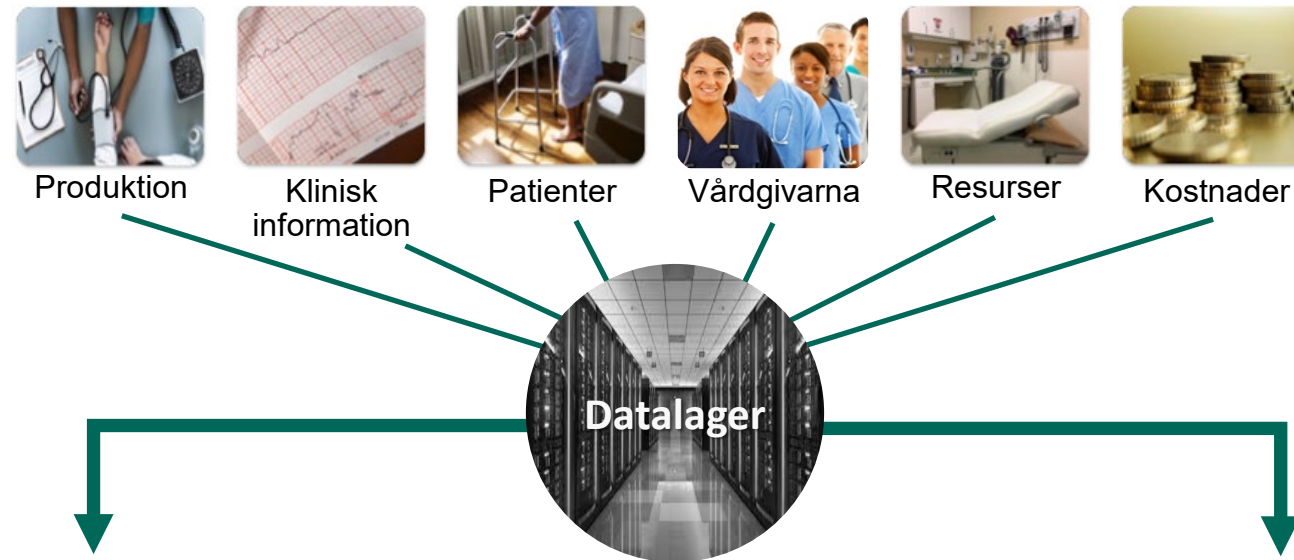 Produktion
Klinisk
information
Patienter
Vårdgivarna
Resurser
Kostnader
Datalager